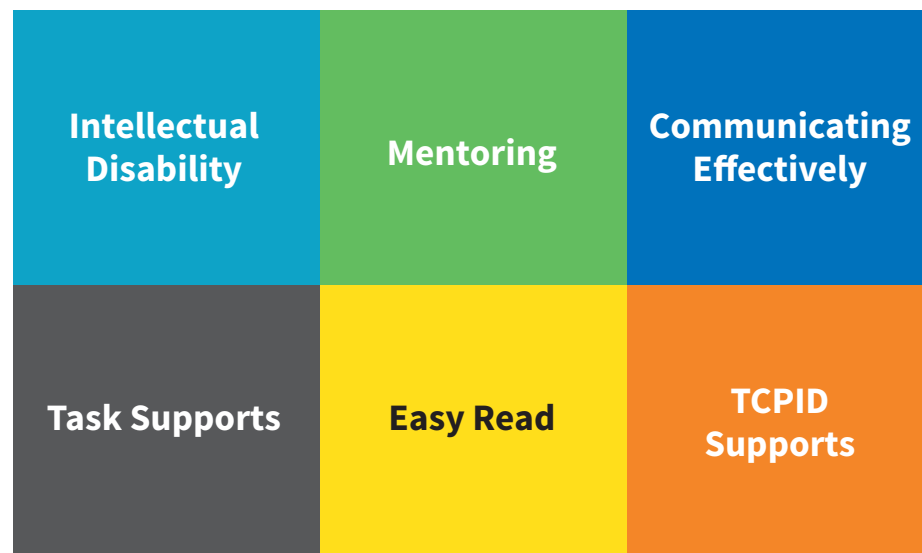 Intellectual
Disability
Mentoring
Communicating
Effectively
Task Supports
Easy Read
TCPID
Supports